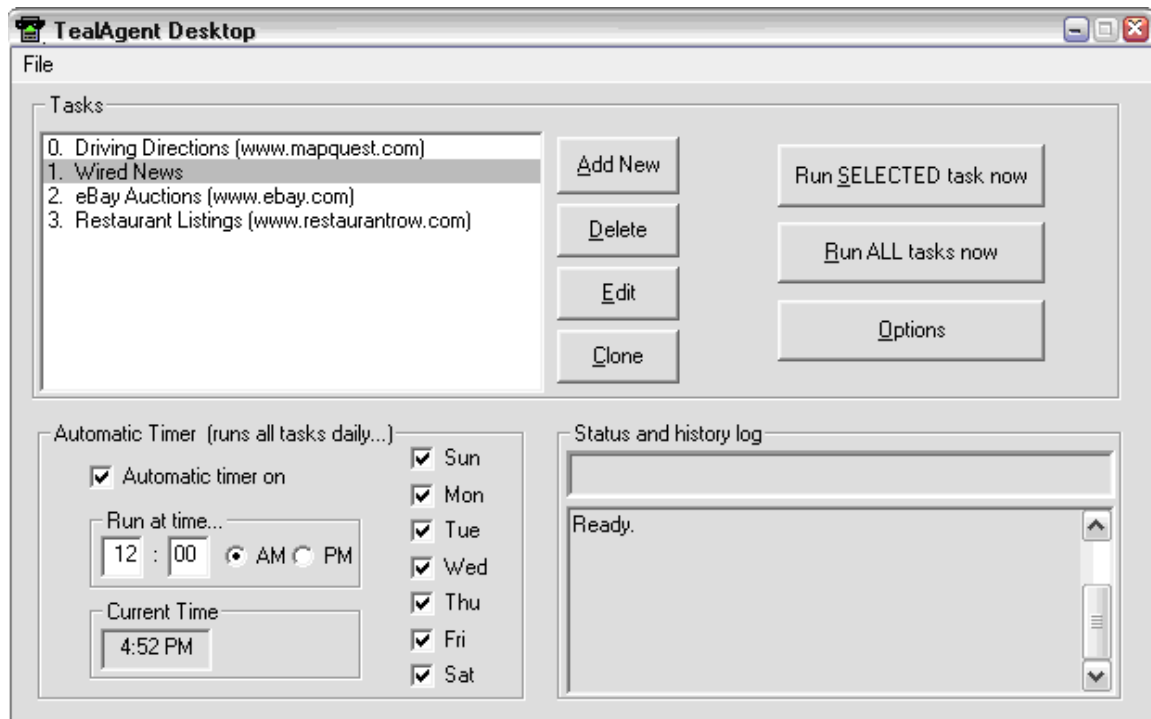 TealAgent Desktop
File
Tasks
0. Driving Directions (www.mapquest.com)
1. Wired News
2. eBay Auctions (www.ebay.com)
3. Restaurant Listings (www.restaurantrow.com)
Add New
Delete
Edit
Clone
Run SELECTED task now
Run ALL tasks now
Options
Automatic Timer (runs all tasks daily...)
Automatic timer on
Run at time...
12 : 00 AM PM
Current Time
4:52 PM
Sun
Mon
Tue
Wed
Thu
Fri
Sat
Status and history log
Ready.